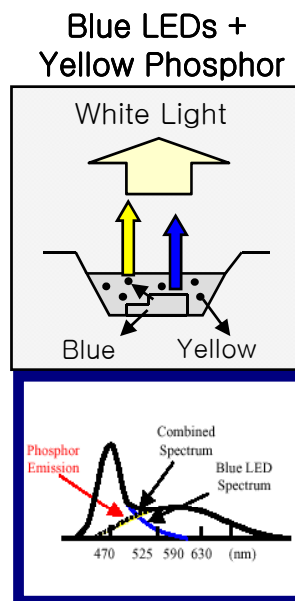 Blue LEDs +
Yellow Phosphor
White Light
Blue
Yellow
Combined
Spectrum
Phosphor
Emission
Blue LED
Spectrum
470 525 590 630 (nm)